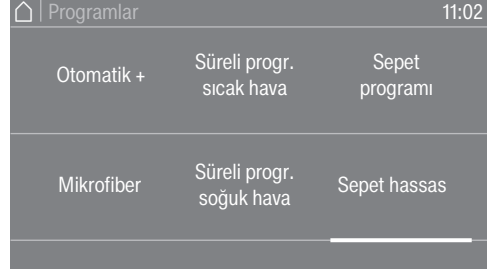 Programlar 11:02
Otomatik +
Süreli progr.
sıcak hava
Sepet
programı
Mikrofiber
Süreli progr.
soğuk hava
Sepet hassas